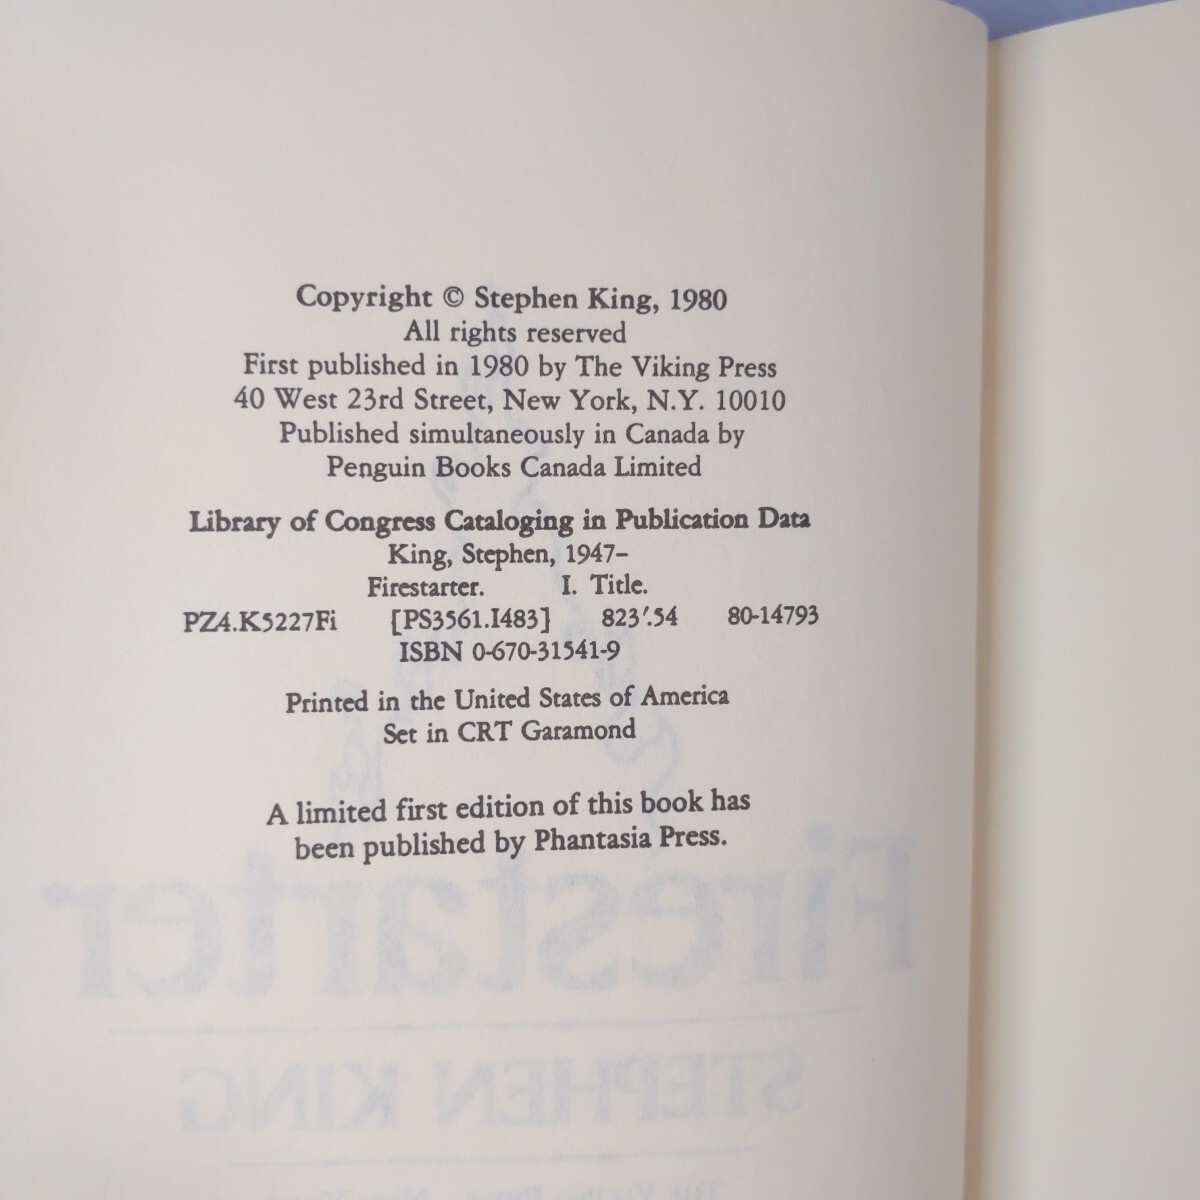 Copyright © Stephen King, 1980
All rights reserved
First published in 1980 by The Viking Press
40 West 23rd Street, New York, N.Y. 10010
Published simultaneously in Canada by
Penguin Books Canada Limited
Library of Congress Cataloging in Publication Data
King, Stephen, 1947–
Firestarter. I. Title.
PZ4.K5227Fi [PS3561.I483] 823'.54 80-14793
ISBN 0-670-31541-9
Printed in the United States of America
Set in CRT Garamond
A limited first edition of this book has
been published by Phantasia Press.
Firestarter
STEPHEN KING